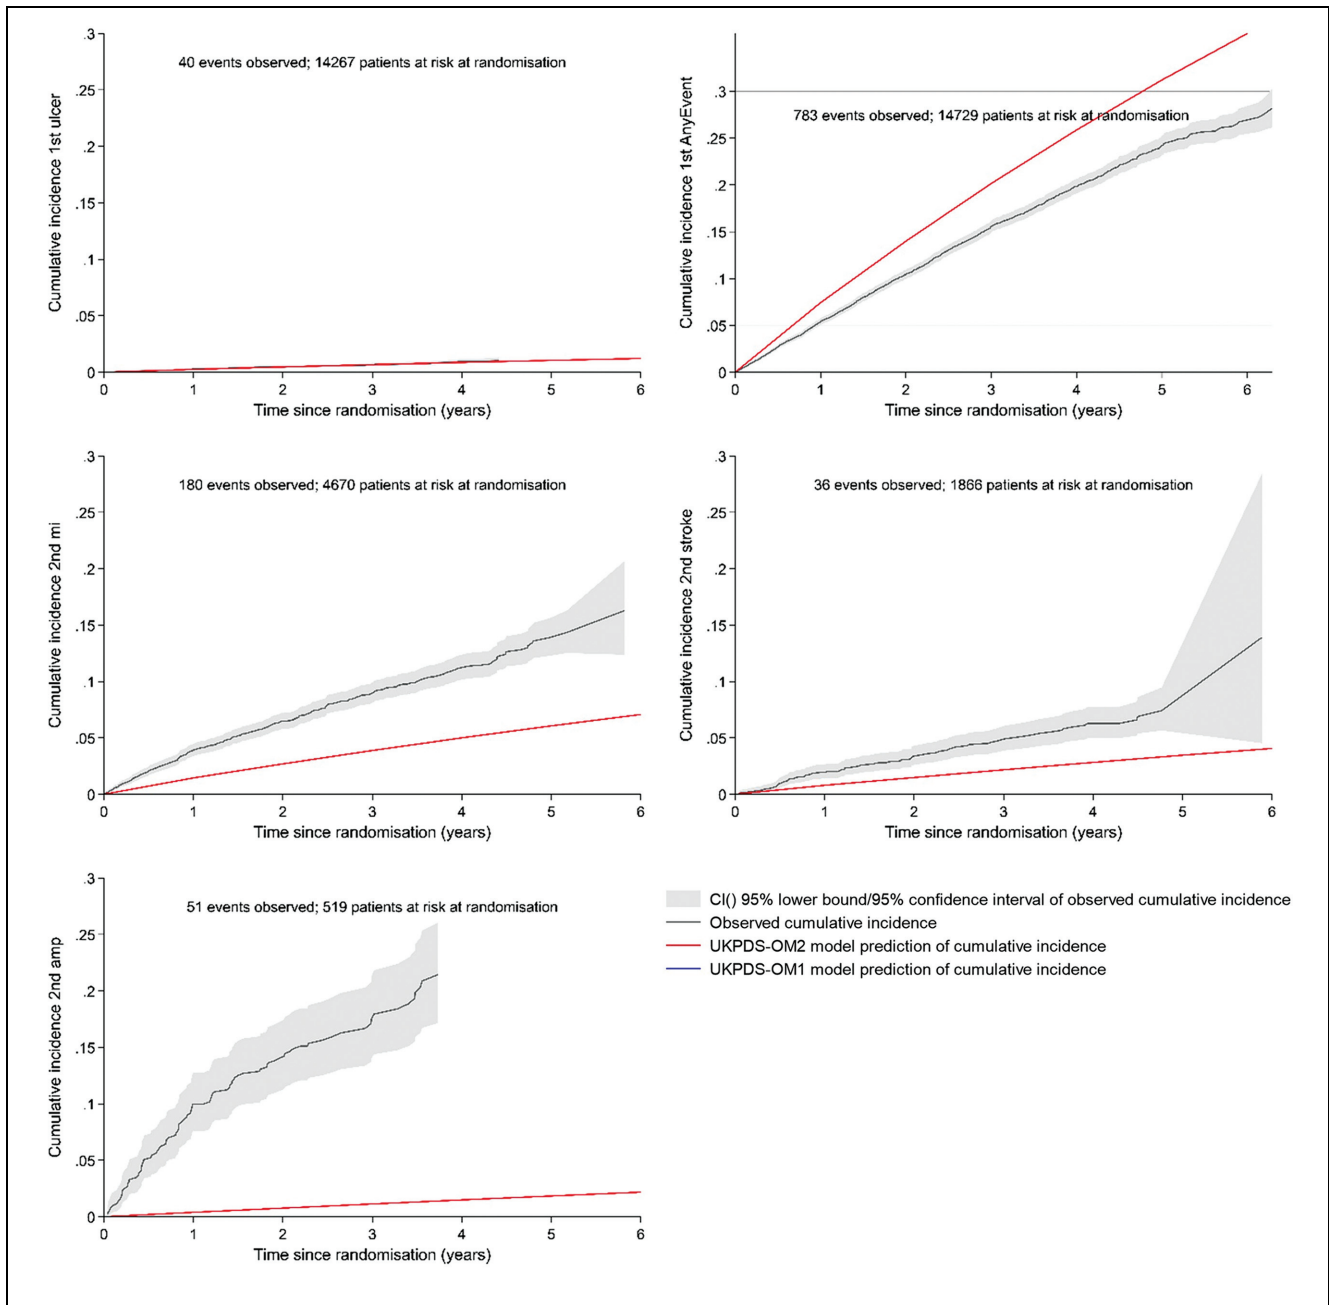 Cumulative incidence 1st ulcer
40 events observed; 14267 patients at risk at randomisation
.3
.25
.2
.15
.1
.05
0
0 1 2 3 4 5 6
Time since randomisation (years)
Cumulative incidence 1st AnyEvent
783 events observed; 14729 patients at risk at randomisation
.3
.25
.2
.15
.1
.05
0
0 1 2 3 4 5 6
Time since randomisation (years)
Cumulative incidence 2nd mi
180 events observed; 4670 patients at risk at randomisation
.3
.25
.2
.15
.1
.05
0
0 1 2 3 4 5 6
Time since randomisation (years)
Cumulative incidence 2nd stroke
36 events observed; 1866 patients at risk at randomisation
.3
.25
.2
.15
.1
.05
0
0 1 2 3 4 5 6
Time since randomisation (years)
Cumulative incidence 2nd amp
51 events observed; 519 patients at risk at randomisation
.3
.25
.2
.15
.1
.05
0
0 1 2 3 4 5 6
Time since randomisation (years)
CI() 95% lower bound/95% confidence interval of observed cumulative incidence
Observed cumulative incidence
UKPDS-OM2 model prediction of cumulative incidence
UKPDS-OM1 model prediction of cumulative incidence